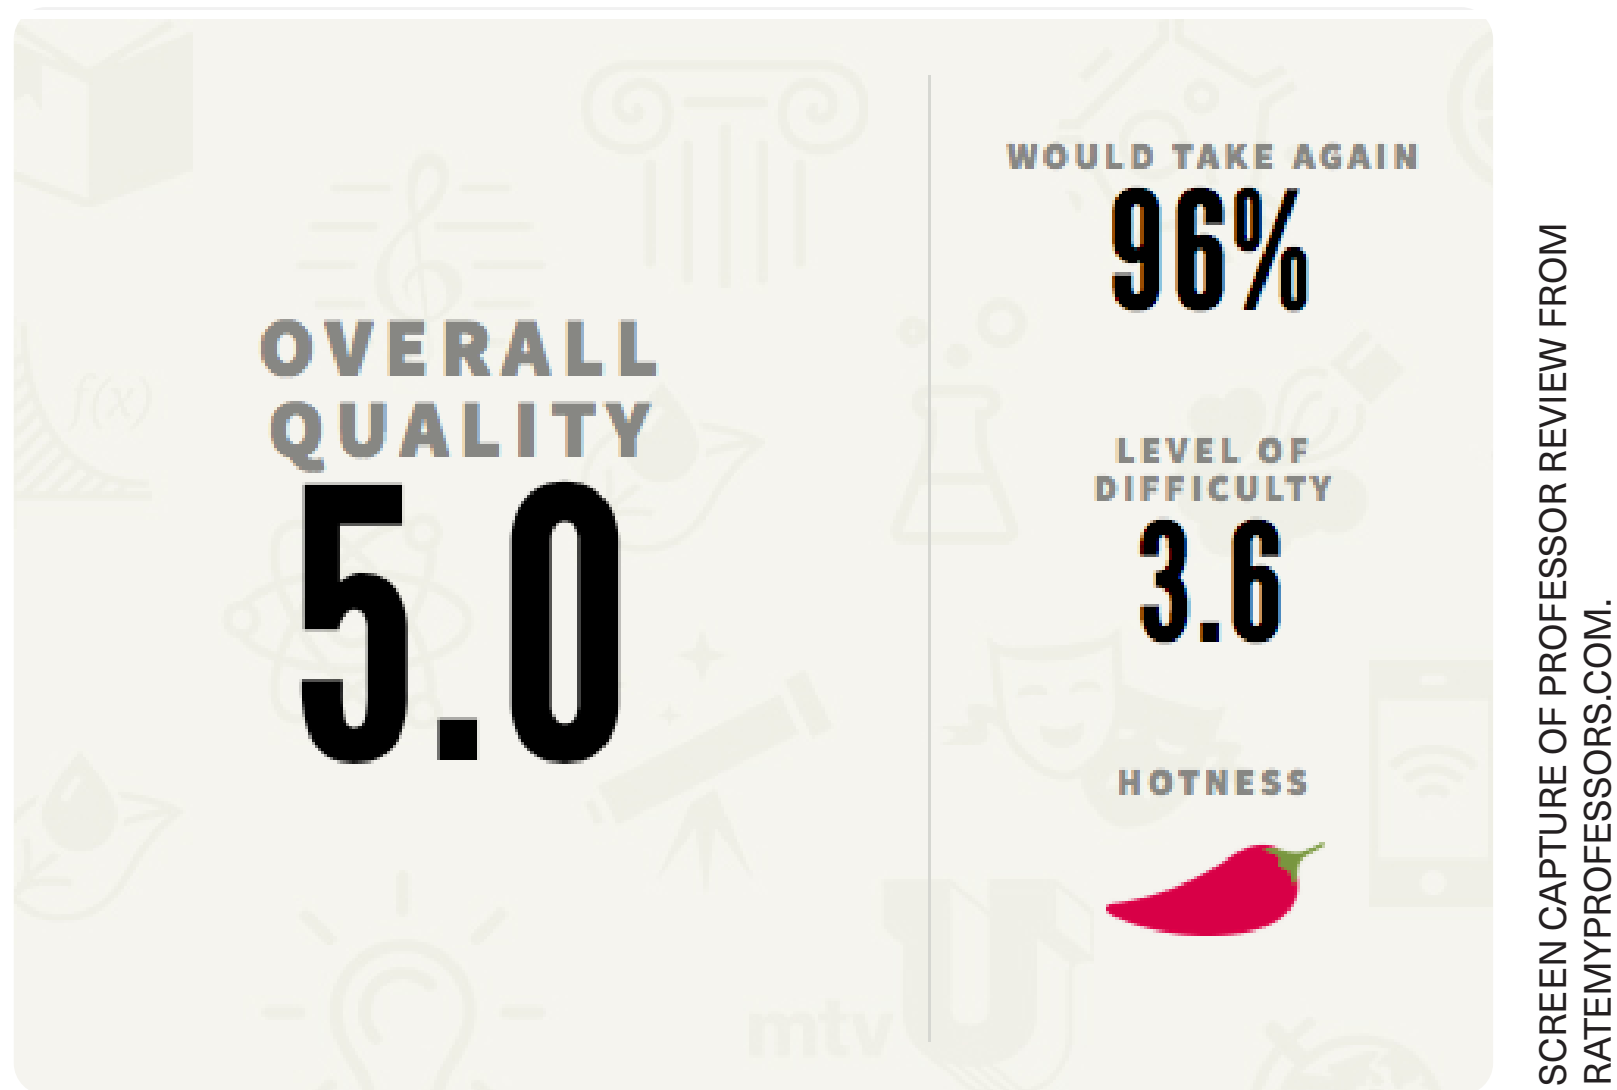 OVERALL
QUALITY
5.0
WOULD TAKE AGAIN
96%
LEVEL OF
DIFFICULTY
3.6
HOTNESS
f(x)
mtv
U
SCREEN CAPTURE OF PROFESSOR REVIEW FROM
RATEMYPROFESSORS.COM.